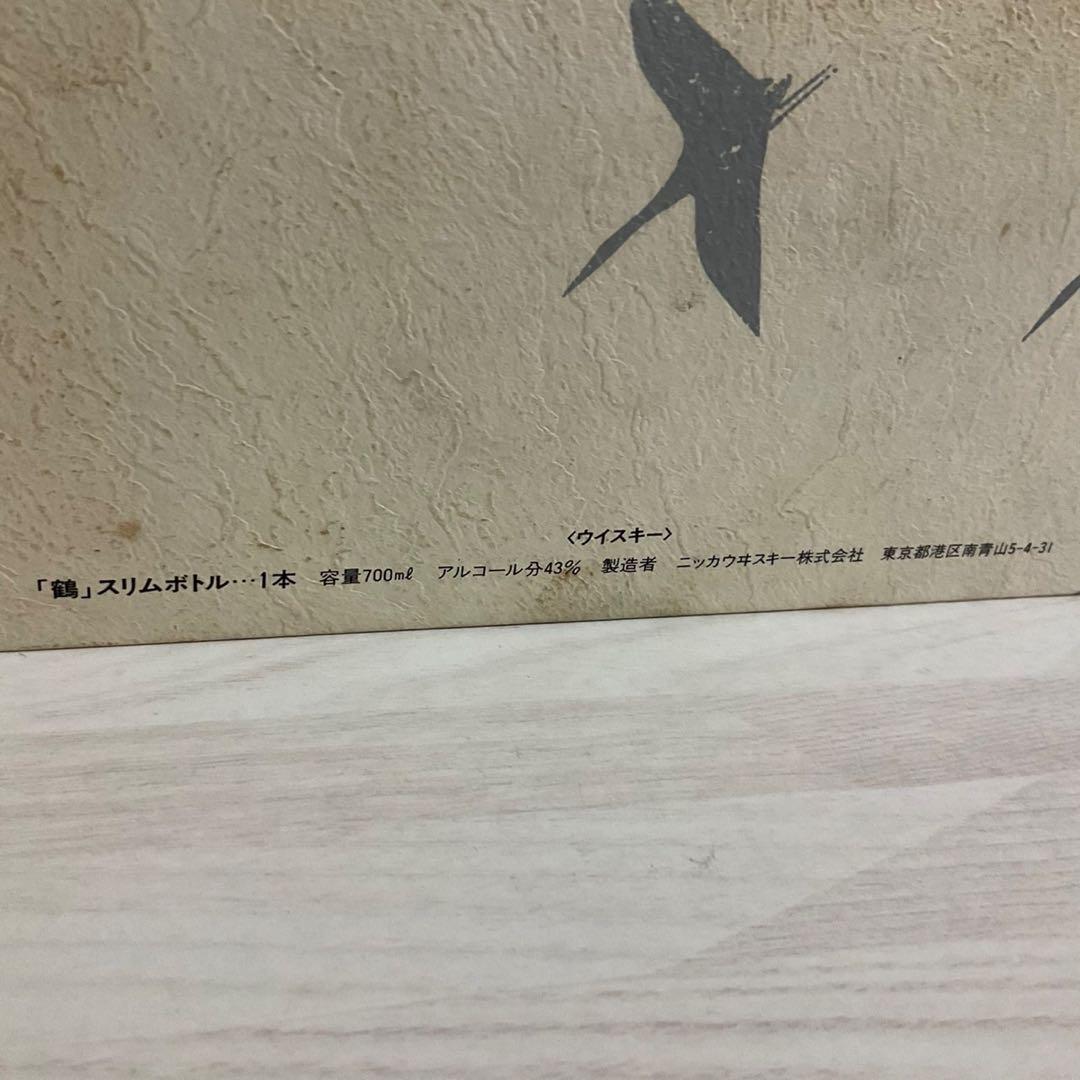 〈ウイスキー〉
「鶴」スリムボトル…1本 容量700mℓ アルコール分43% 製造者 ニッカウヰスキー株式会社 東京都港区南青山5-4-31